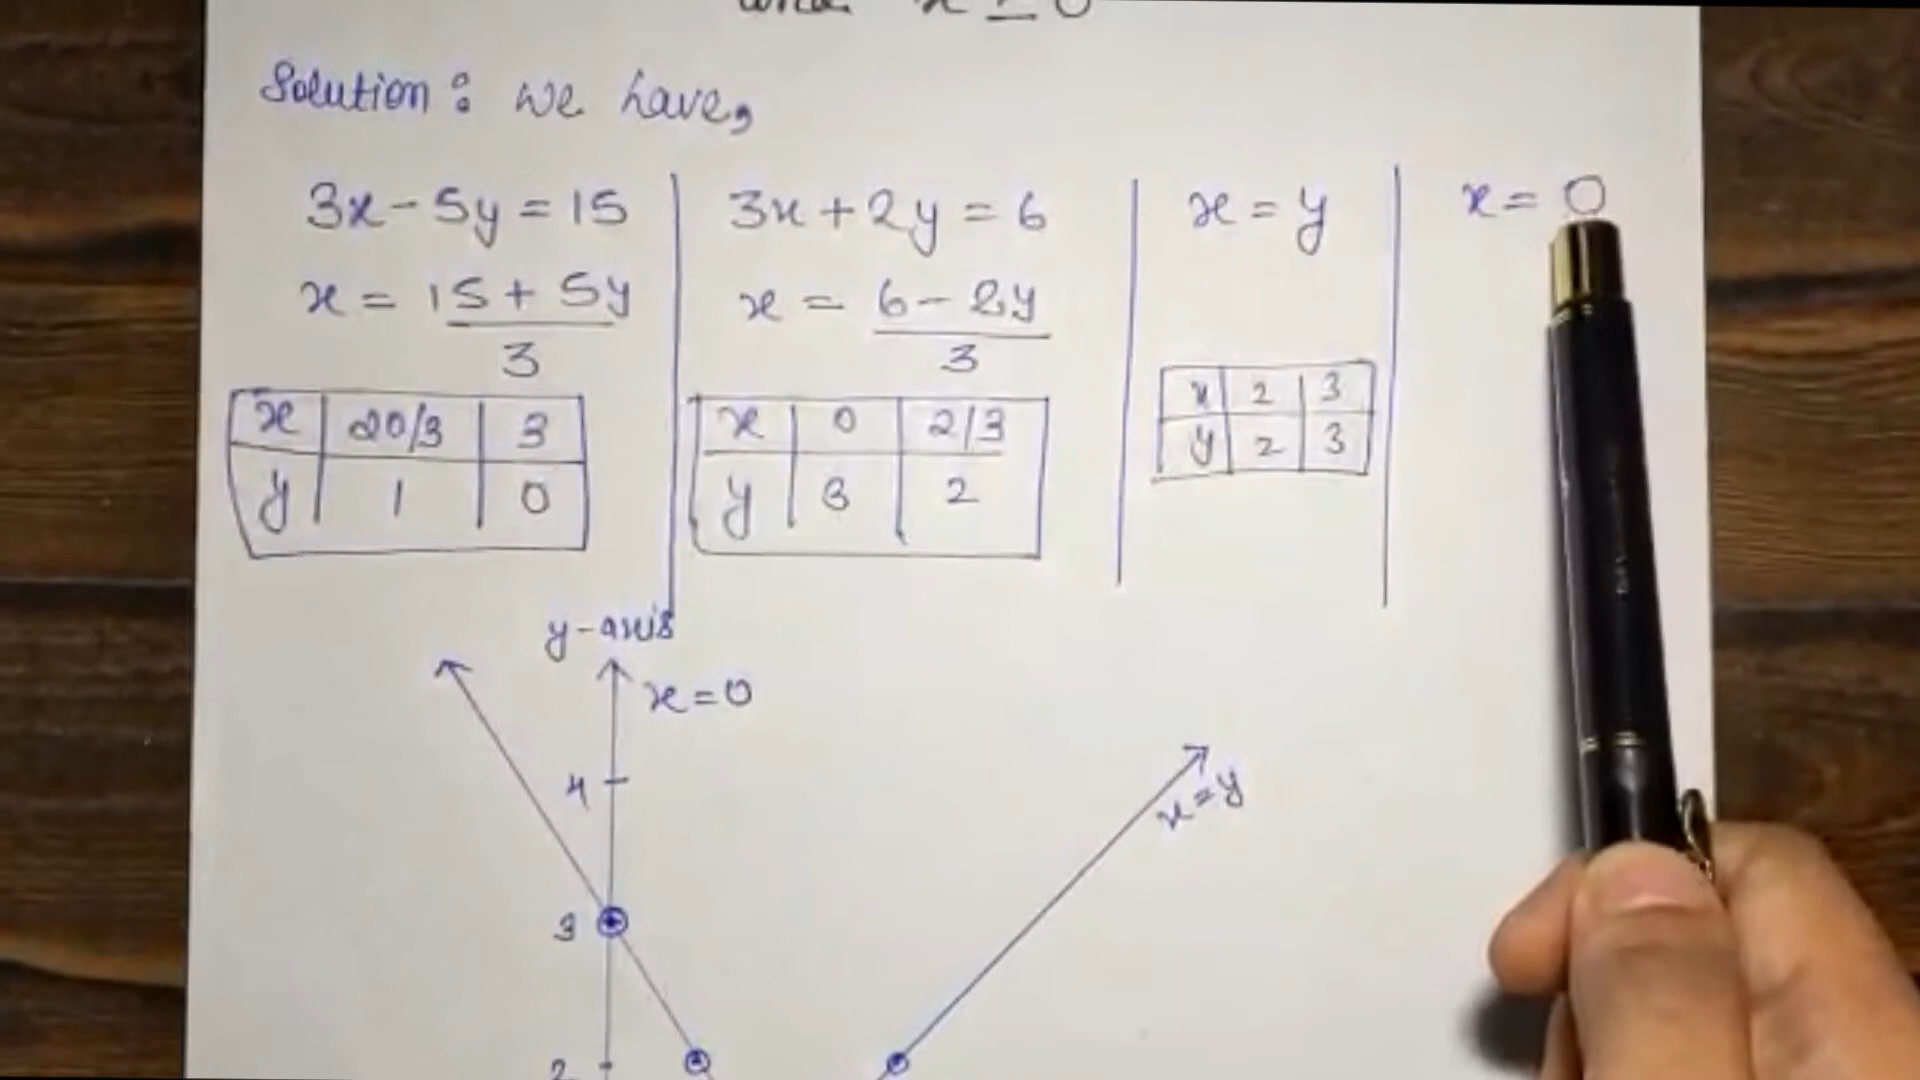 x ≥ 0
Solution: we have,
3x - 5y = 15
x = 15 + 5y
3
x 20/3 3
y 1 0
3x + 2y = 6
x = 6 - 2y
3
x 0 2/3
y 3 2
x = y
x 2 3
y 2 3
x = 0
y-axis
x = 0
4
x = y
3
2